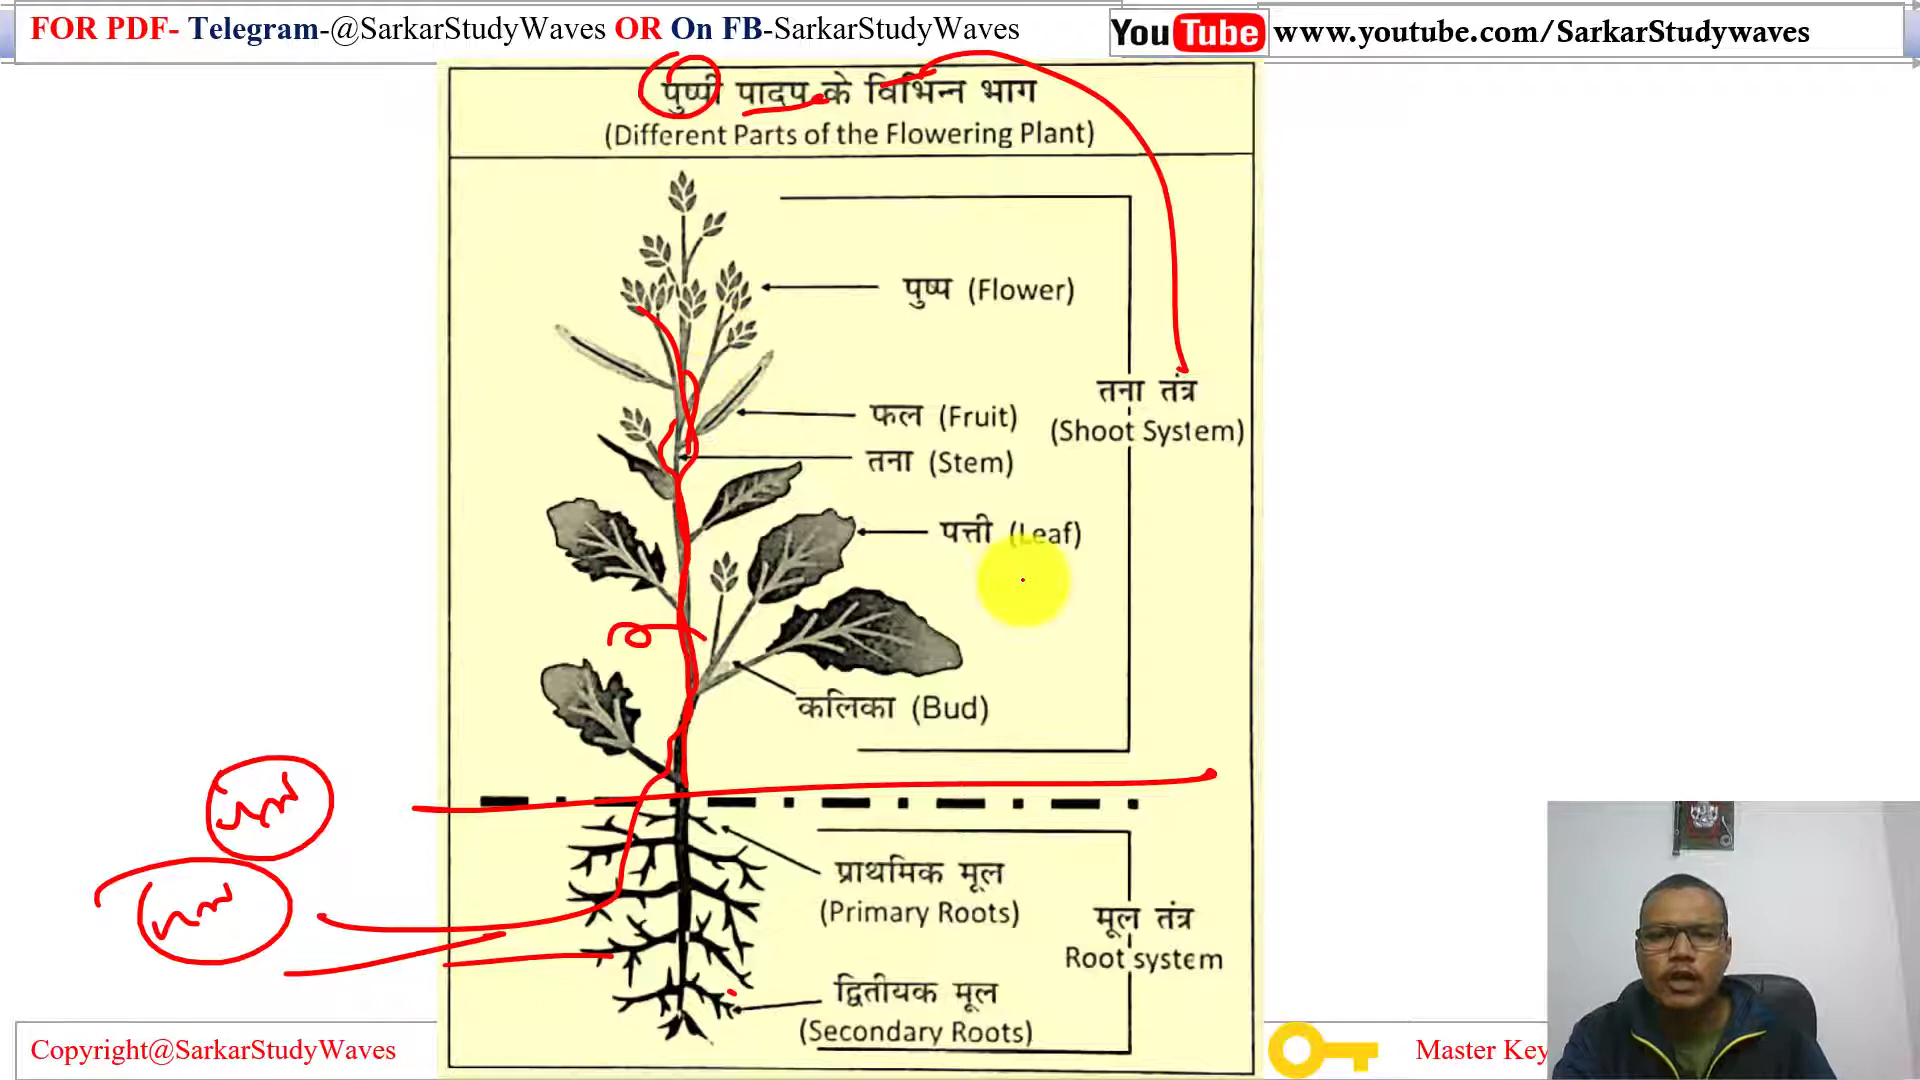 FOR PDF- Telegram-@SarkarStudyWaves OR On FB-SarkarStudyWaves
YouTube www.youtube.com/SarkarStudywaves
पुष्पी पादप के विभिन्न भाग
(Different Parts of the Flowering Plant)
पुष्प (Flower)
तना तंत्र
(Shoot System)
फल (Fruit)
तना (Stem)
पत्ती (Leaf)
कलिका (Bud)
प्राथमिक मूल
(Primary Roots)
मूल तंत्र
Root system
द्वितीयक मूल
(Secondary Roots)
Copyright@SarkarStudyWaves
Master Key